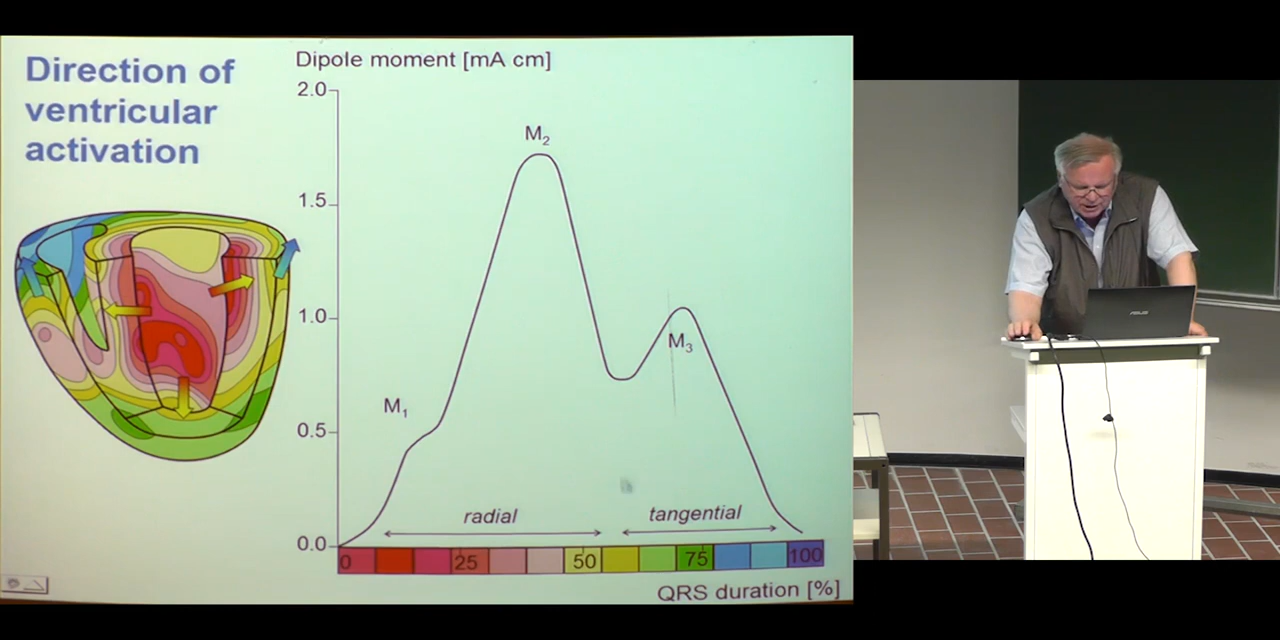 Direction of
ventricular
activation
Dipole moment [mA cm]
2.0
1.5
1.0
0.5
0.0
M1
M2
M3
radial
tangential
0 25 50 75 100
QRS duration [%]
ASUS